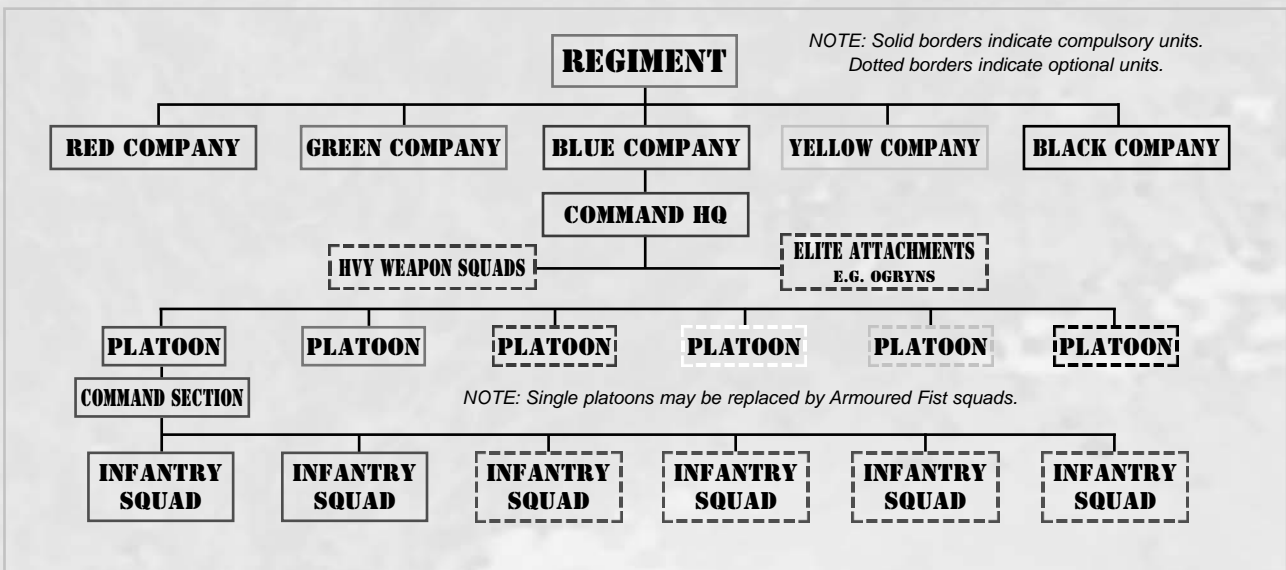 REGIMENT
NOTE: Solid borders indicate compulsory units.
Dotted borders indicate optional units.
RED COMPANY
GREEN COMPANY
BLUE COMPANY
YELLOW COMPANY
BLACK COMPANY
COMMAND HQ
HVY WEAPON SQUADS
ELITE ATTACHMENTS
E.G. OGRYNS
PLATOON
PLATOON
PLATOON
PLATOON
PLATOON
PLATOON
COMMAND SECTION
NOTE: Single platoons may be replaced by Armoured Fist squads.
INFANTRY
SQUAD
INFANTRY
SQUAD
INFANTRY
SQUAD
INFANTRY
SQUAD
INFANTRY
SQUAD
INFANTRY
SQUAD